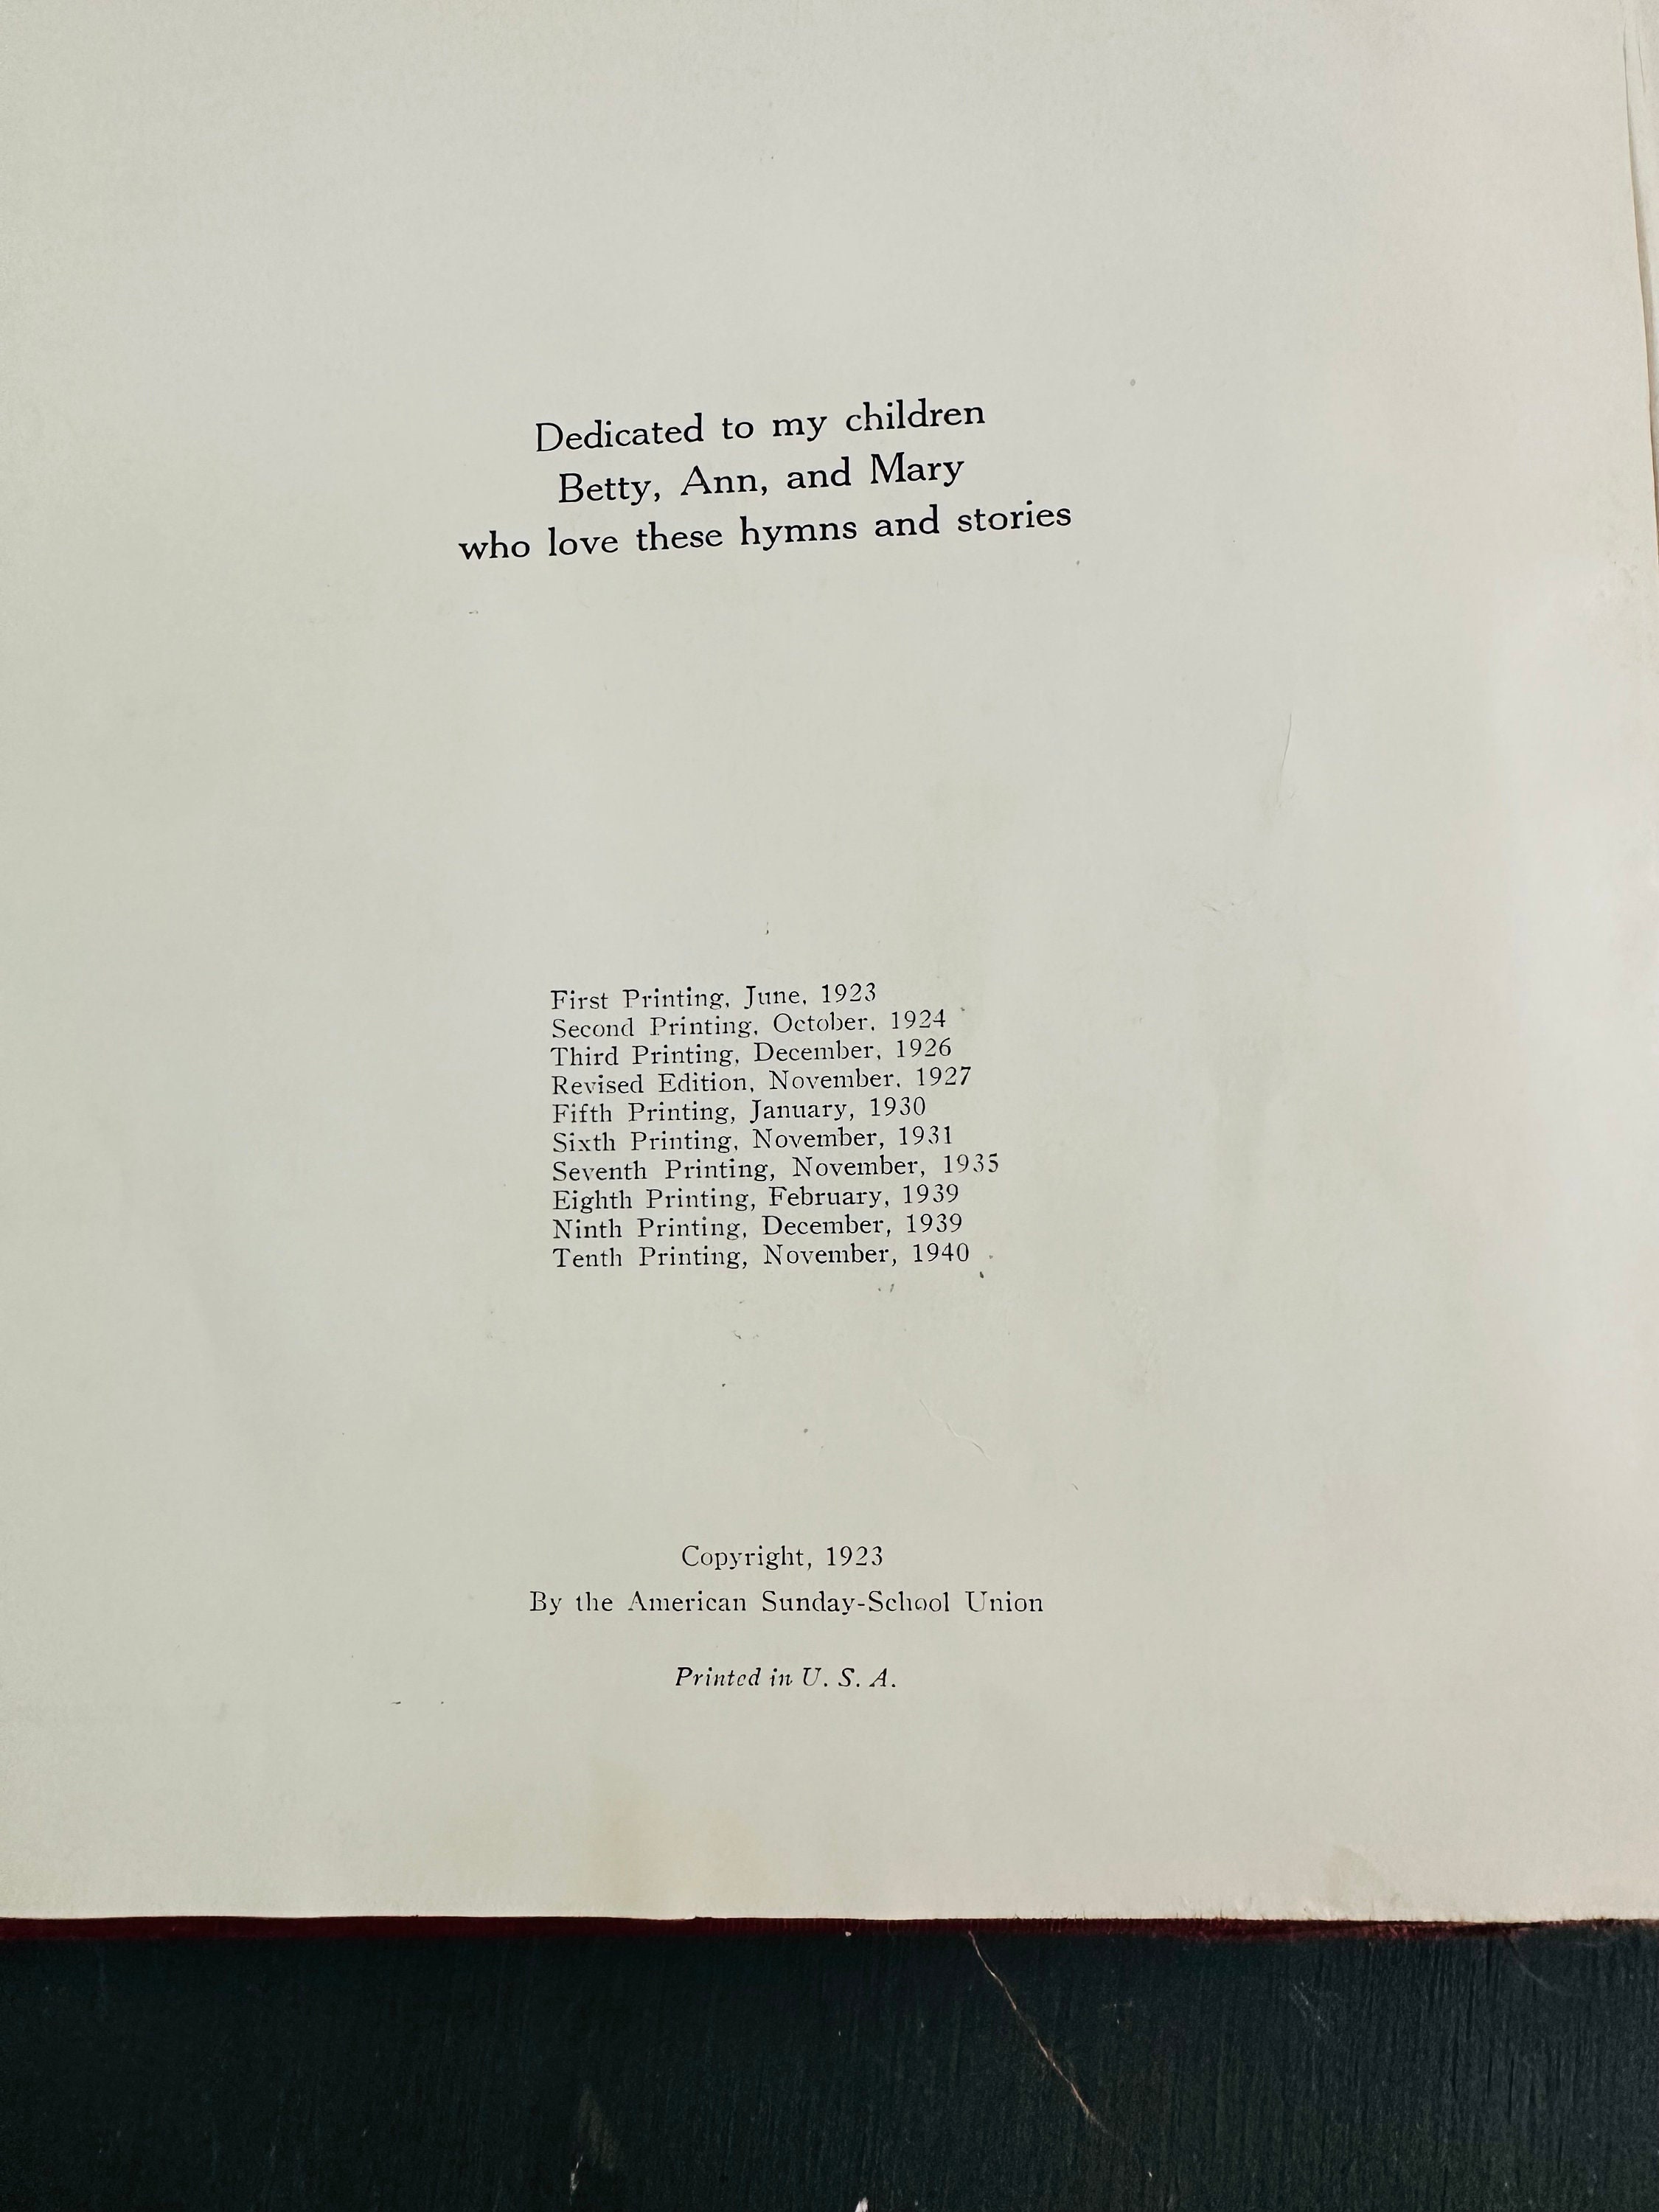 Dedicated to my children
Betty, Ann, and Mary
who love these hymns and stories
First Printing, June, 1923
Second Printing, October, 1924
Third Printing, December, 1926
Revised Edition, November, 1927
Fifth Printing, January, 1930
Sixth Printing, November, 1931
Seventh Printing, November, 1935
Eighth Printing, February, 1939
Ninth Printing, December, 1939
Tenth Printing, November, 1940
Copyright, 1923
By the American Sunday-School Union
Printed in U. S. A.